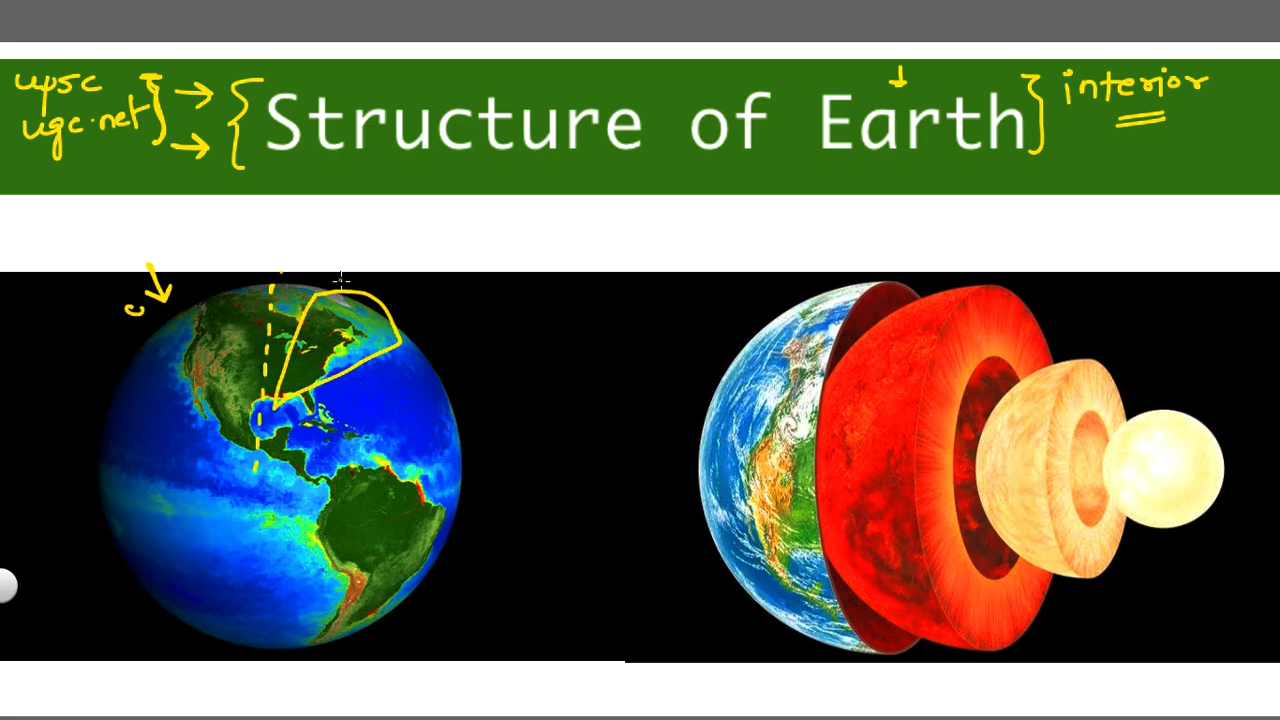 upsc
ugc.net
Structure of Earth
interior
c